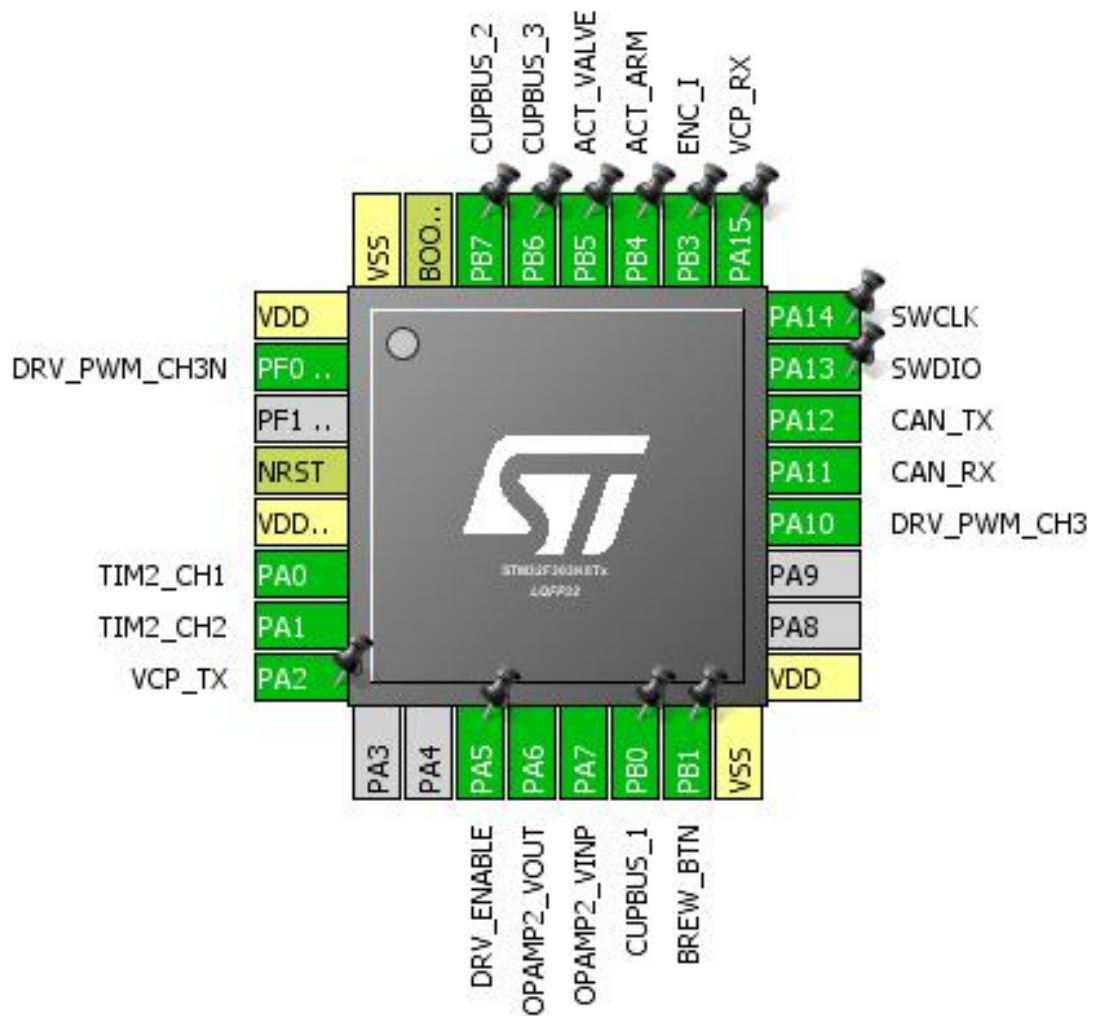 CUPBUS_2
CUPBUS_3
ACT_VALVE
ACT_ARM
ENC_I
VCP_RX
VSS
BOO..
PB7
PB6
PB5
PB4
PB3
PA15
VDD
DRV_PWM_CH3N
PF0 ..
PF1 ..
NRST
VDD..
TIM2_CH1
PA0
TIM2_CH2
PA1
VCP_TX
PA2
PA14
SWCLK
PA13
SWDIO
PA12
CAN_TX
PA11
CAN_RX
PA10
DRV_PWM_CH3
PA9
PA8
VDD
ST
STM32F303K8Tx
LQFP32
PA3
PA4
PA5
PA6
PA7
PB0
PB1
VSS
DRV_ENABLE
OPAMP2_VOUT
OPAMP2_VINP
CUPBUS_1
BREW_BTN